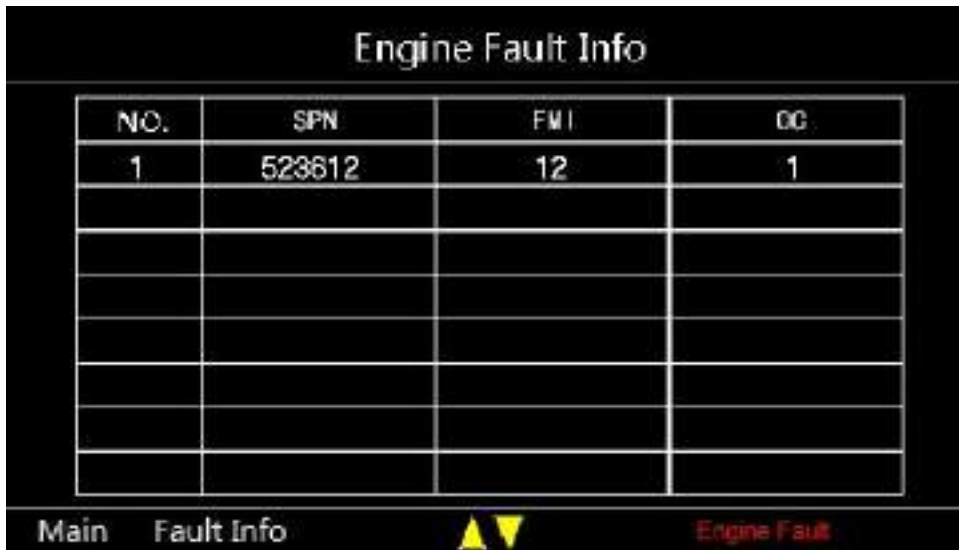 Engine Fault Info
NO. SPN FMI OC
1 523612 12 1
Main Fault Info Engine Fault